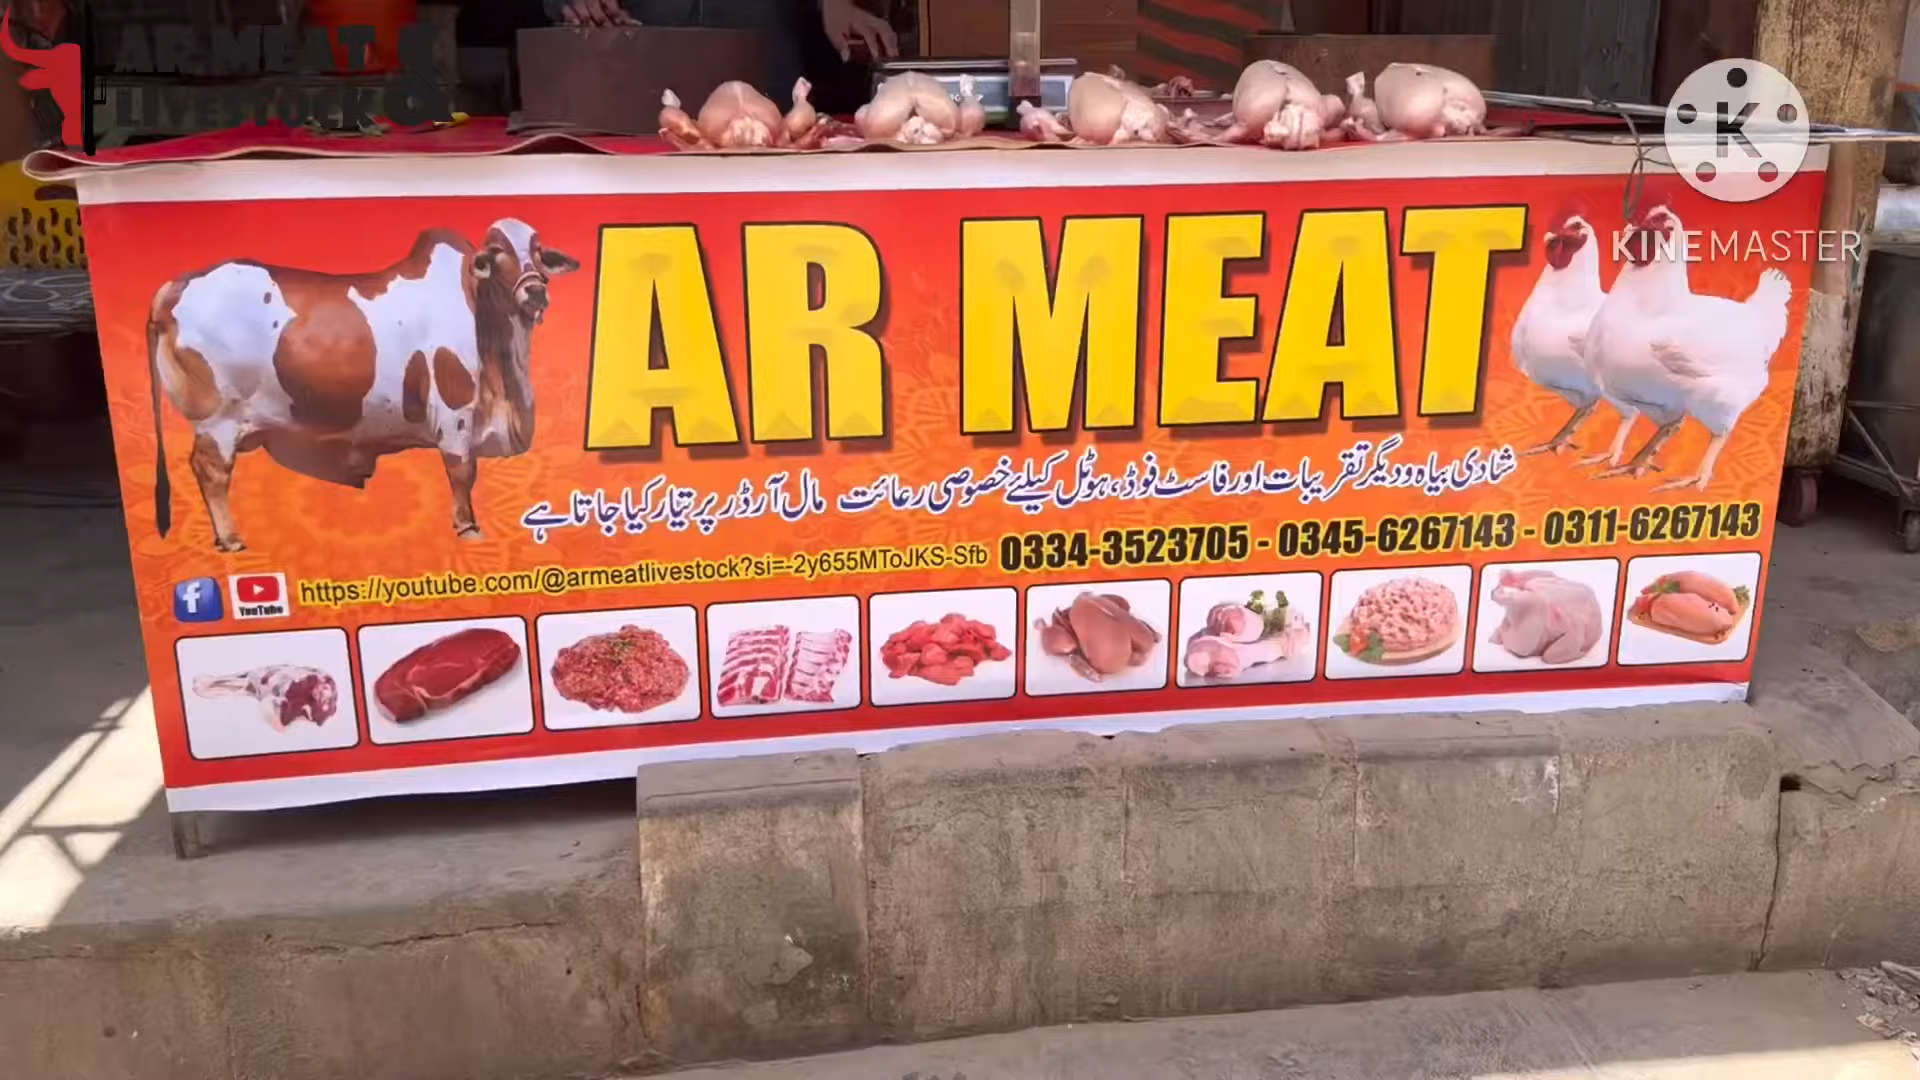 AR MEAT &
LIVESTOCK
KINEMASTER
AR MEAT
شادی بیاہ و دیگر تقریبات اور فاسٹ فوڈ، ہوٹل کیلئے خصوصی رعائت مال آرڈر پر تیار کیا جاتا ہے
https://youtube.com/@armeatlivestock?si=-2y655MToJKS-Sfb 0334-3523705 - 0345-6267143 - 0311-6267143
YouTube